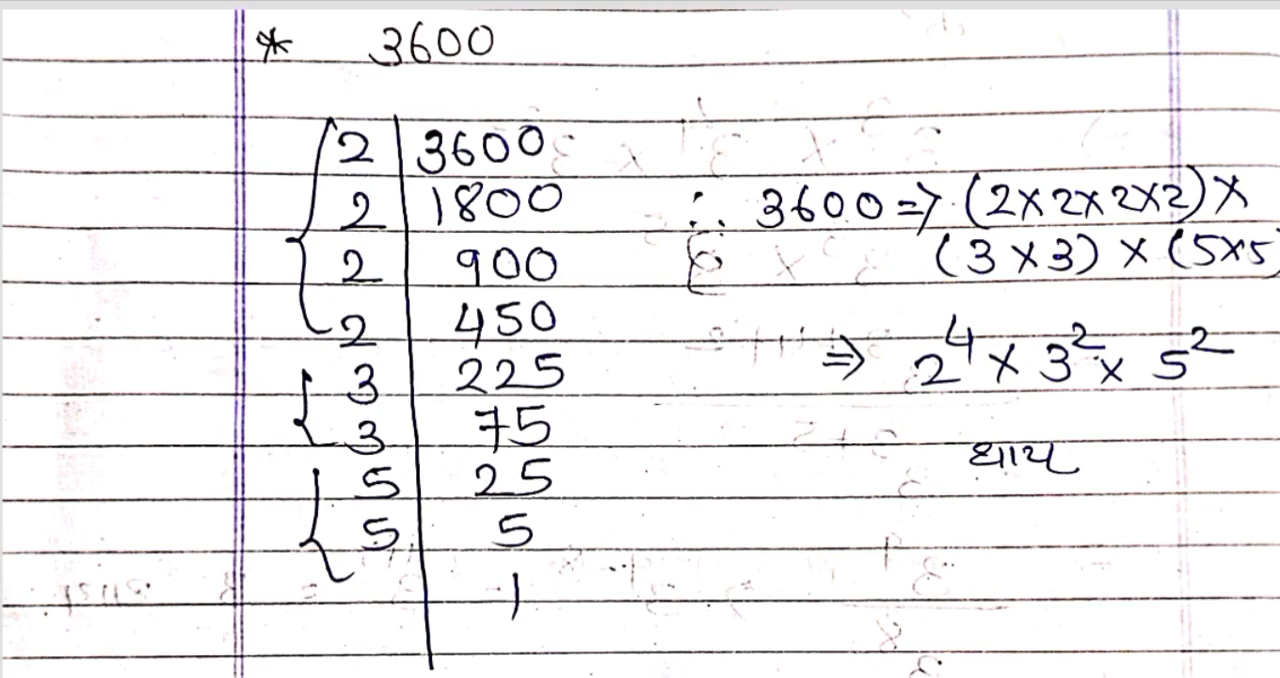 * 3600
2 | 3600
2 | 1800
2 | 900
2 | 450
3 | 225
3 | 75
5 | 25
5 | 5
1
∴ 3600 => (2×2×2×2)×
(3×3)×(5×5)
=> 2⁴ × 3² × 5²
થાય